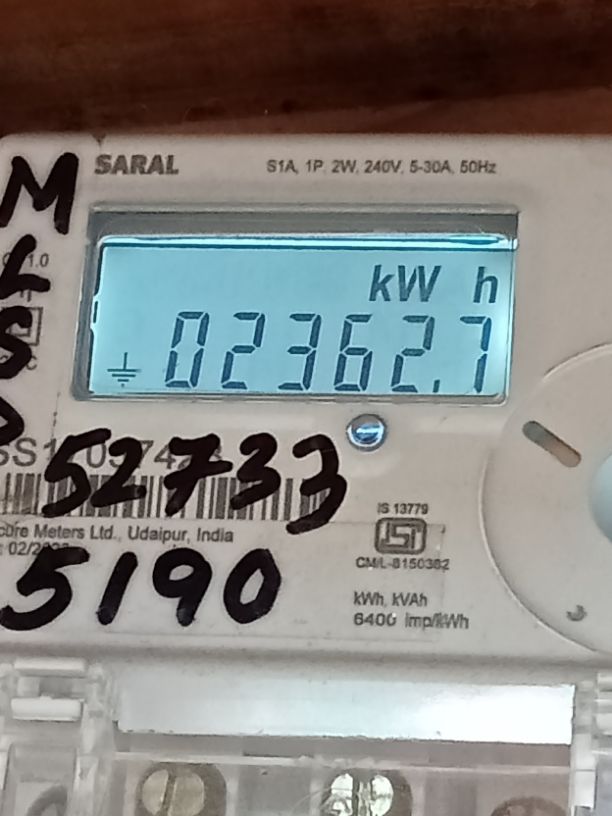 SARAL
S1A, 1P, 2W, 240V, 5-30A, 50Hz
M
L
S
kW h
02362.7
52733
IS 13779
cure Meters Ltd., Udaipur, India
CM/L-8150362
5190
kWh, kVAh
6400 imp/kWh